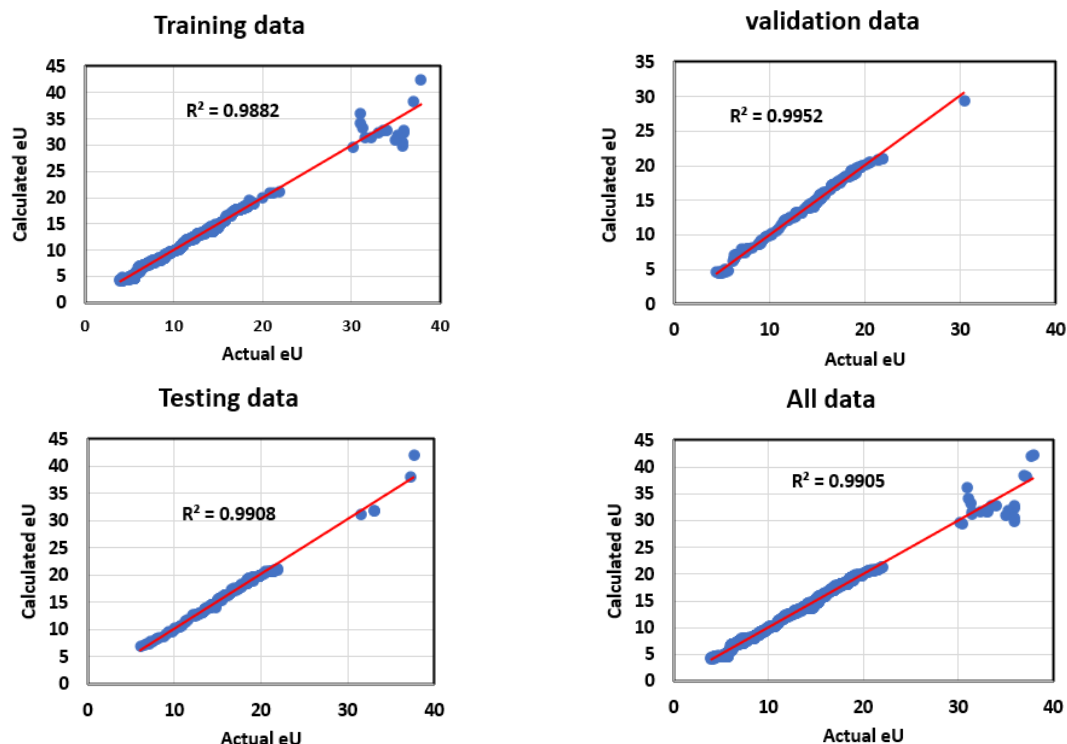 Training data
45
40
35
30
25
20
15
10
5
0
Calculated eU
R² = 0.9882
0 10 20 30 40
Actual eU
validation data
35
30
25
20
15
10
5
0
Calculated eU
R² = 0.9952
0 10 20 30 40
Actual eU
Testing data
45
40
35
30
25
20
15
10
5
0
Calculated eU
R² = 0.9908
0 10 20 30 40
Actual eU
All data
45
40
35
30
25
20
15
10
5
0
Calculated eU
R² = 0.9905
0 10 20 30 40
Actual eU